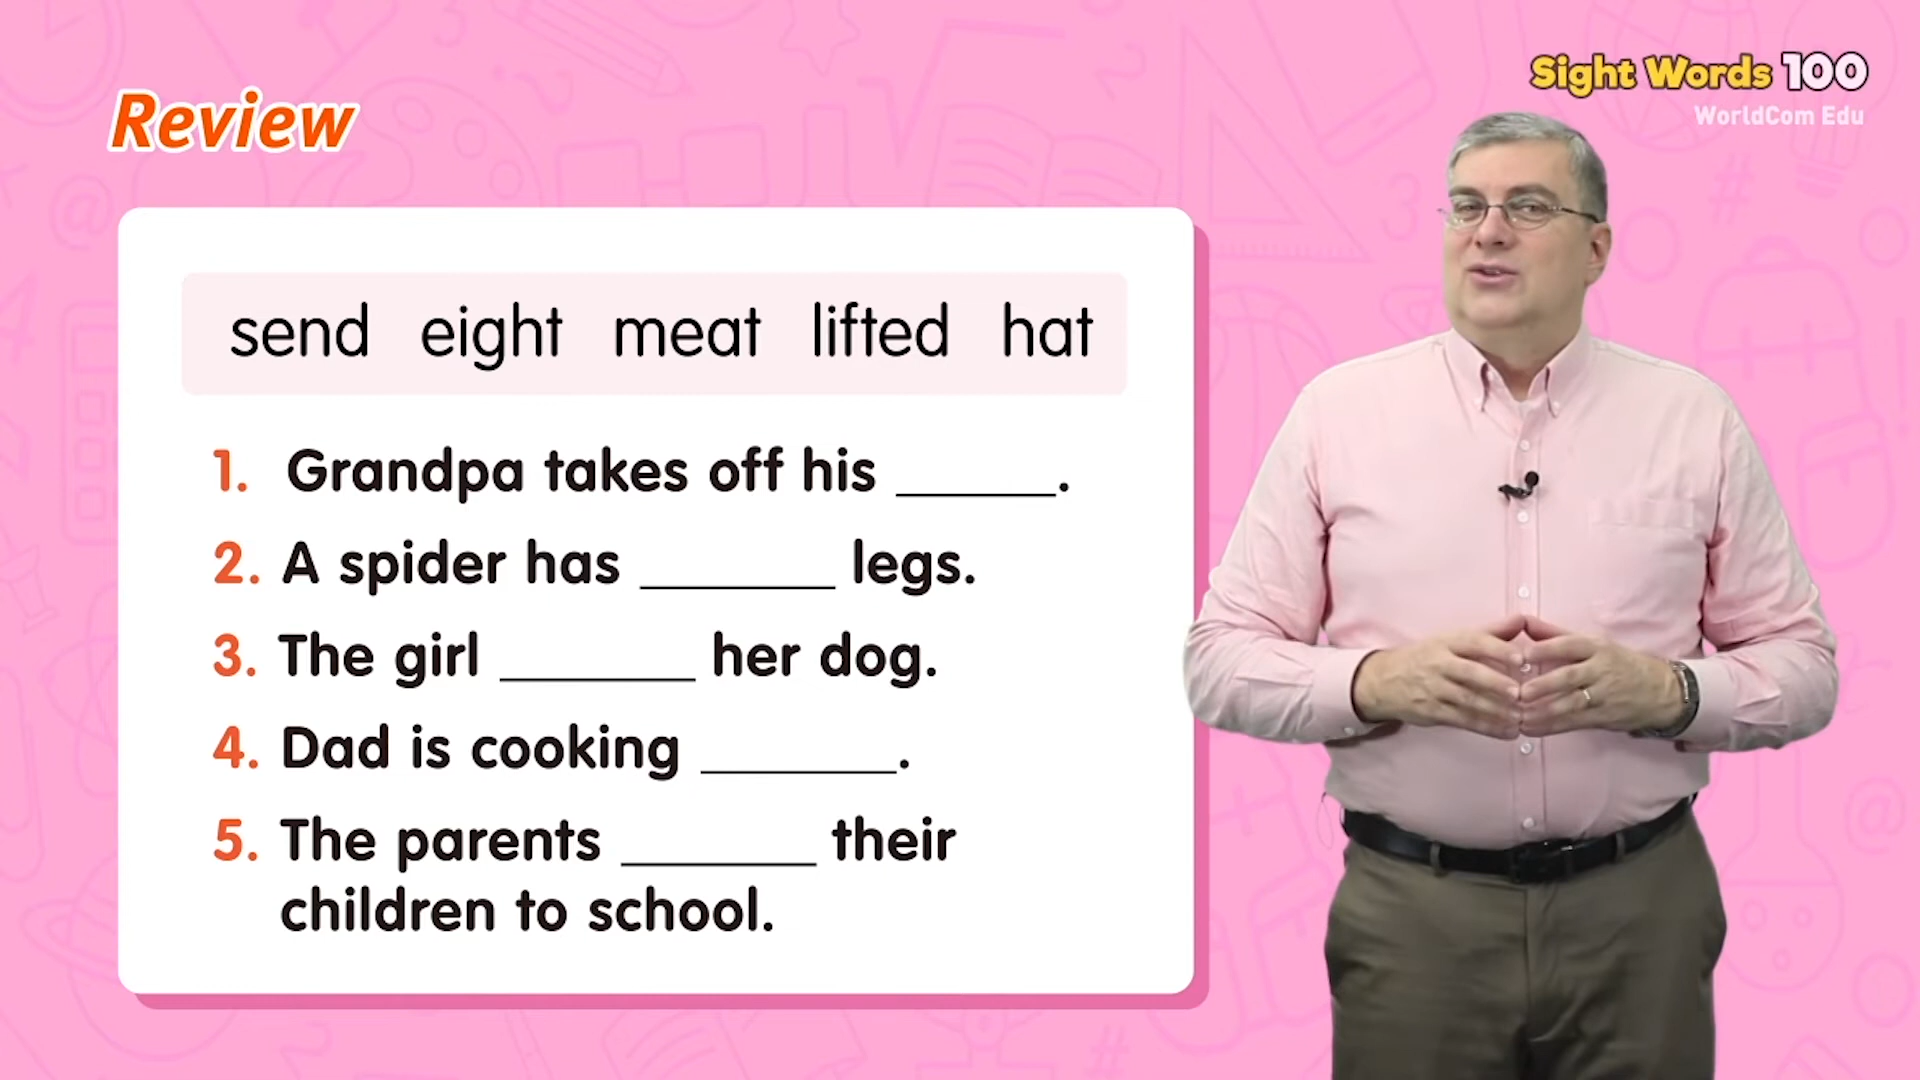 Sight Words 100
WorldCom Edu
Review
send eight meat lifted hat
1. Grandpa takes off his ______.
2. A spider has _______ legs.
3. The girl _______ her dog.
4. Dad is cooking _______.
5. The parents _______ their
children to school.